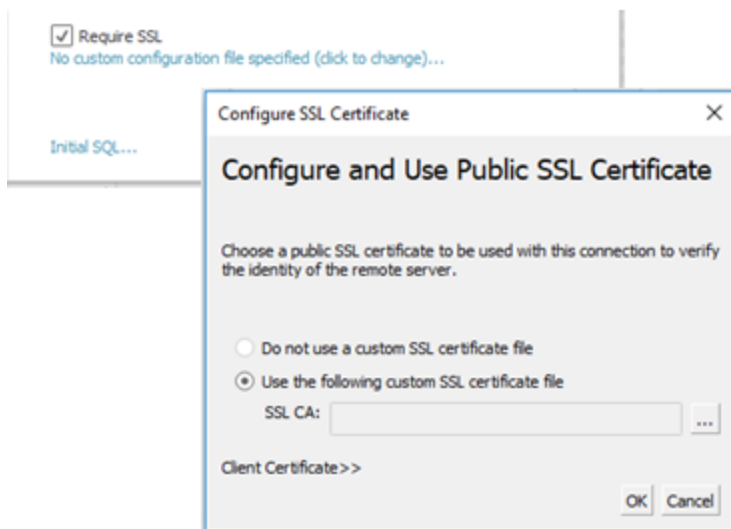 Require SSL
No custom configuration file specified (click to change)...
Initial SQL...
Configure SSL Certificate
Configure and Use Public SSL Certificate
Choose a public SSL certificate to be used with this connection to verify
the identity of the remote server.
Do not use a custom SSL certificate file
Use the following custom SSL certificate file
SSL CA:
...
Client Certificate>>
OK Cancel